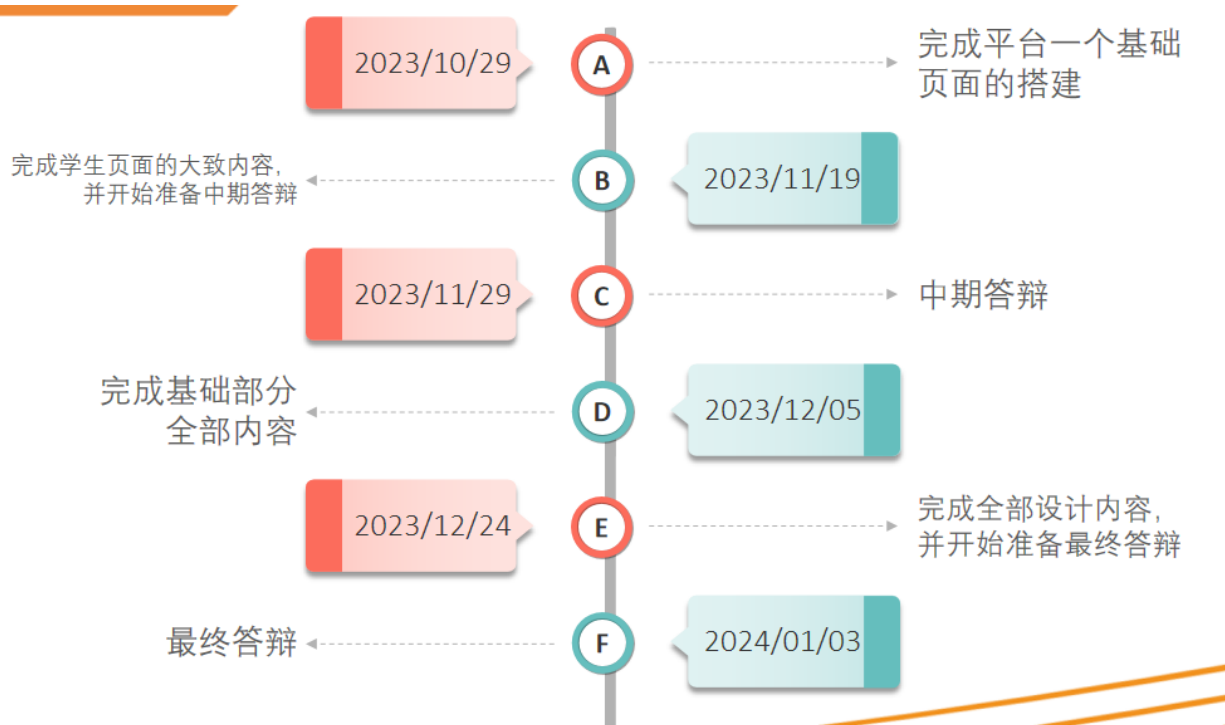 2023/10/29
A
完成平台一个基础
页面的搭建
完成学生页面的大致内容,
并开始准备中期答辩
B
2023/11/19
2023/11/29
C
中期答辩
完成基础部分
全部内容
D
2023/12/05
2023/12/24
E
完成全部设计内容,
并开始准备最终答辩
最终答辩
F
2024/01/03